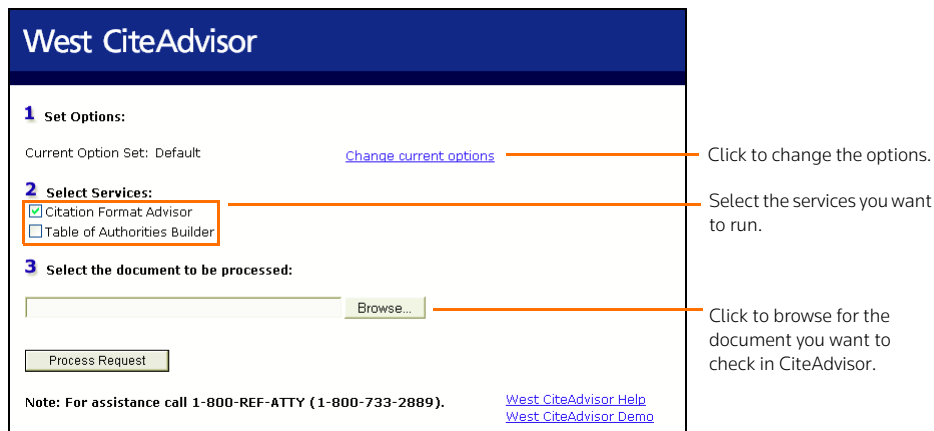 West CiteAdvisor
1 Set Options:
Current Option Set: Default
Change current options
Click to change the options.
2 Select Services:
Citation Format Advisor
Table of Authorities Builder
Select the services you want
to run.
3 Select the document to be processed:
Browse...
Click to browse for the
document you want to
check in CiteAdvisor.
Process Request
Note: For assistance call 1-800-REF-ATTY (1-800-733-2889).
West CiteAdvisor Help
West CiteAdvisor Demo